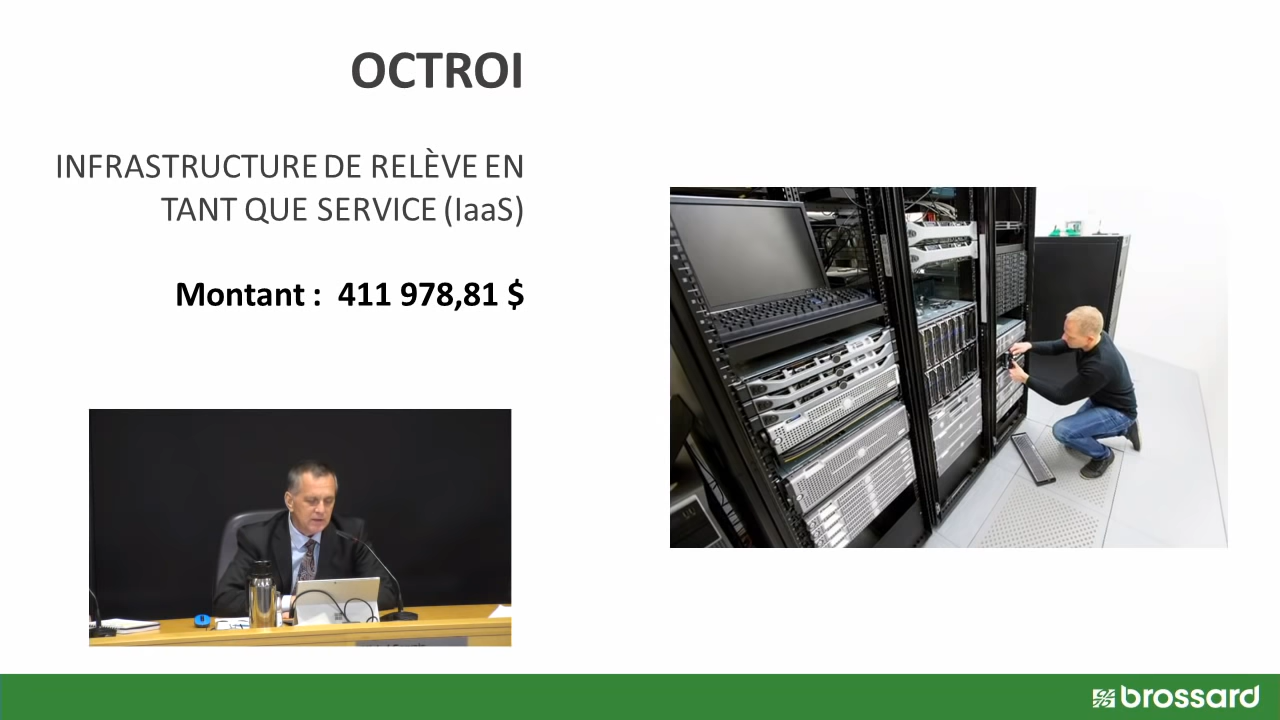 OCTROI
INFRASTRUCTURE DE RELÈVE EN
TANT QUE SERVICE (IaaS)
Montant : 411 978,81 $
brossard